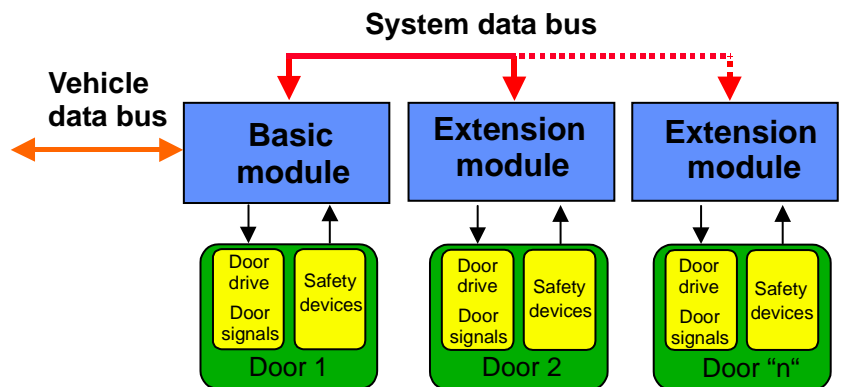 System data bus
Vehicle
data bus
Basic
module
Extension
module
Extension
module
Door
drive
Door
signals
Safety
devices
Door 1
Door
drive
Door
signals
Safety
devices
Door 2
Door
drive
Door
signals
Safety
devices
Door “n“